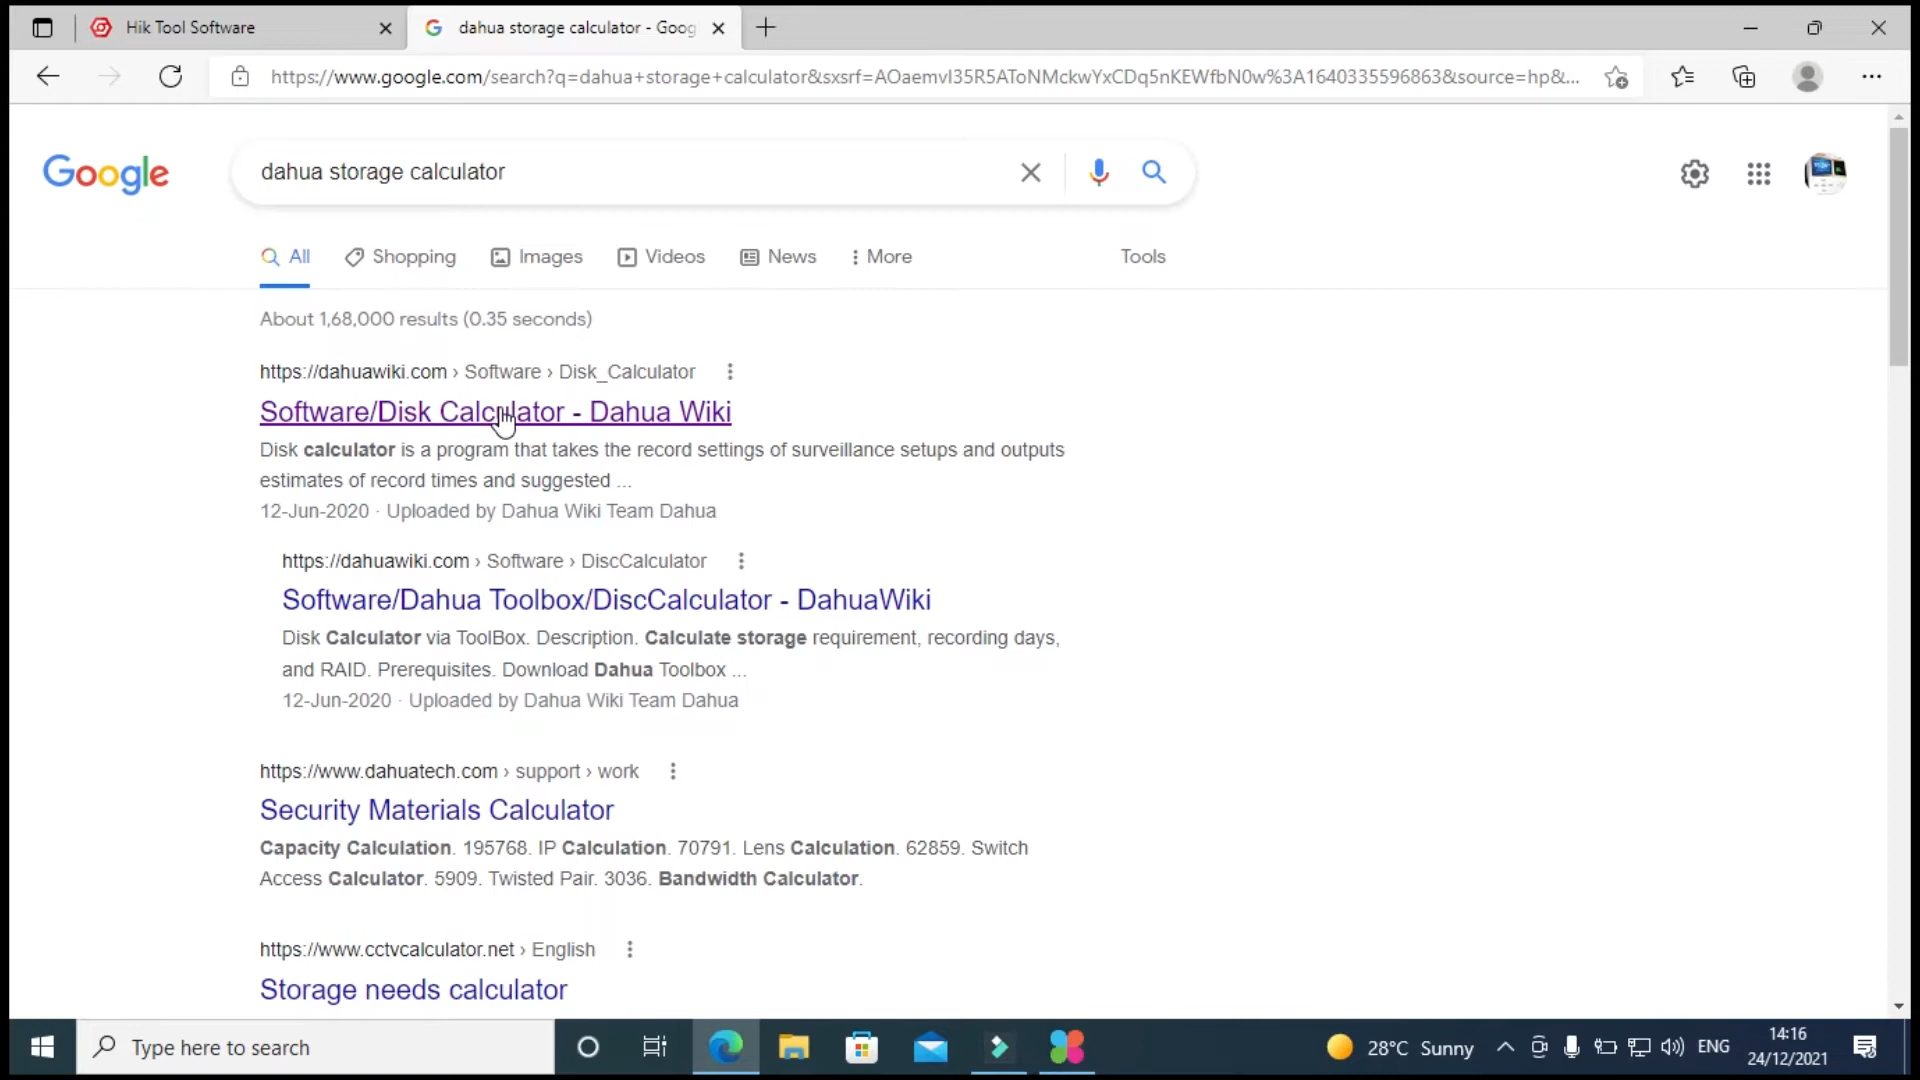 Hik Tool Software
dahua storage calculator - Goog
https://www.google.com/search?q=dahua+storage+calculator&sxsrf=AOaemvI35R5AToNMckwYxCDq5nKEWfbN0w%3A1640335596863&source=hp&...
Google
dahua storage calculator
All
Shopping
Images
Videos
News
More
Tools
About 1,68,000 results (0.35 seconds)
https://dahuawiki.com › Software › Disk_Calculator
Software/Disk Calculator - Dahua Wiki
Disk calculator is a program that takes the record settings of surveillance setups and outputs
estimates of record times and suggested ...
12-Jun-2020 · Uploaded by Dahua Wiki Team Dahua
https://dahuawiki.com › Software › DiscCalculator
Software/Dahua Toolbox/DiscCalculator - DahuaWiki
Disk Calculator via ToolBox. Description. Calculate storage requirement, recording days,
and RAID. Prerequisites. Download Dahua Toolbox ...
12-Jun-2020 · Uploaded by Dahua Wiki Team Dahua
https://www.dahuatech.com › support › work
Security Materials Calculator
Capacity Calculation. 195768. IP Calculation. 70791. Lens Calculation. 62859. Switch
Access Calculator. 5909. Twisted Pair. 3036. Bandwidth Calculator.
https://www.cctvcalculator.net › English
Storage needs calculator
Type here to search
28°C Sunny
ENG
14:16
24/12/2021